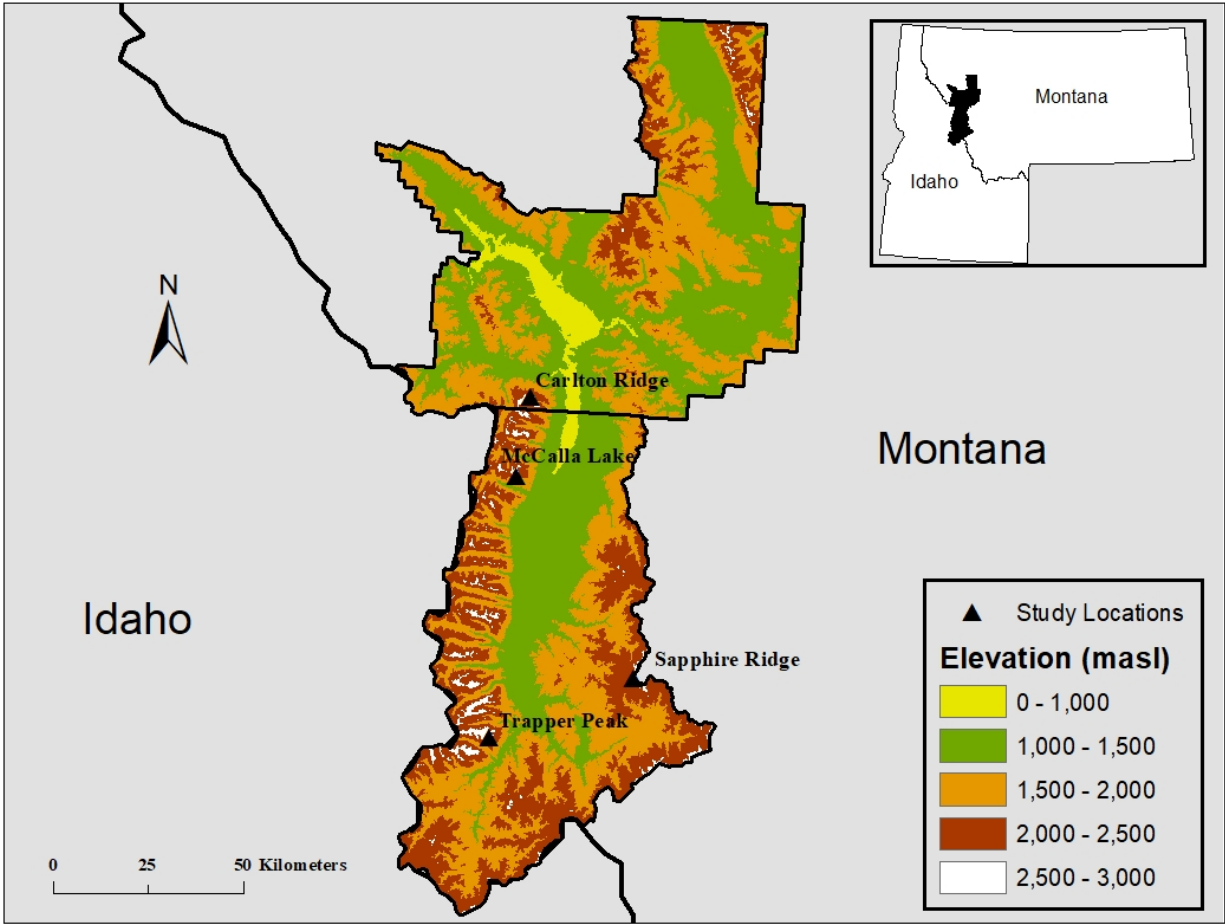 Montana
Idaho
N
Carlton Ridge
McCalla Lake
Montana
Idaho
Sapphire Ridge
Trapper Peak
Study Locations
Elevation (masl)
0 - 1,000
1,000 - 1,500
1,500 - 2,000
2,000 - 2,500
2,500 - 3,000
0 25 50 Kilometers